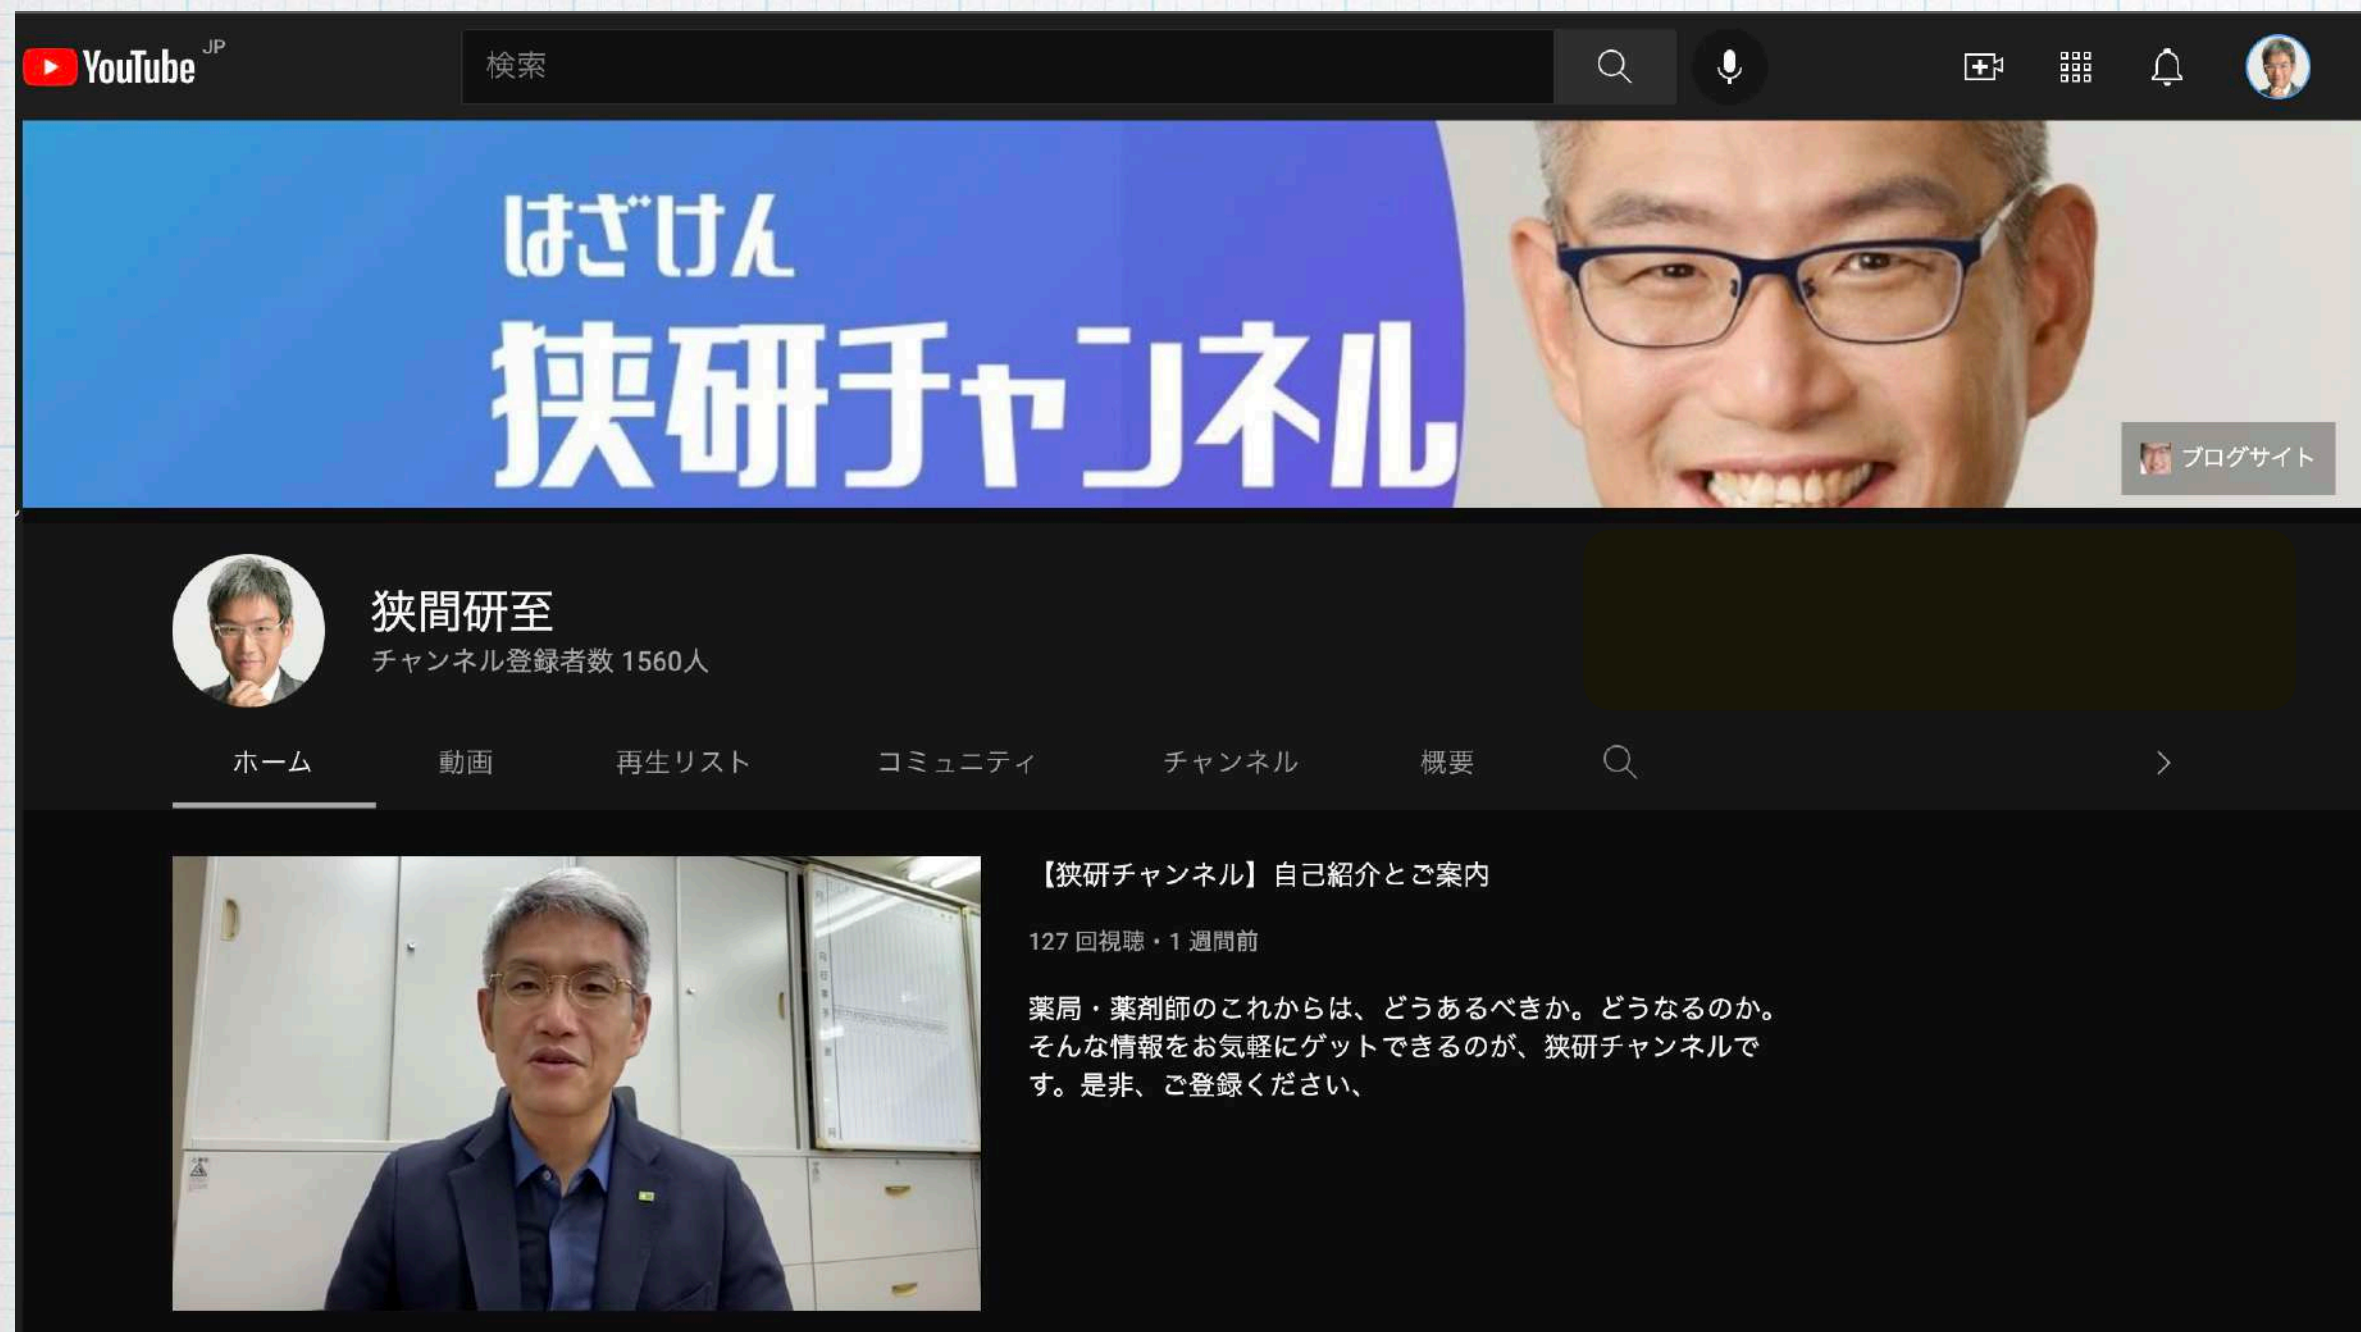 YouTube JP
検索
はざけん
狭研チャンネル
ブログサイト
狭間研至
チャンネル登録者数 1560人
ホーム 動画 再生リスト コミュニティ チャンネル 概要
【狭研チャンネル】自己紹介とご案内
127 回視聴・1 週間前
薬局・薬剤師のこれからは、どうあるべきか。どうなるのか。
そんな情報をお気軽にゲットできるのが、狭研チャンネルで
す。是非、ご登録ください、